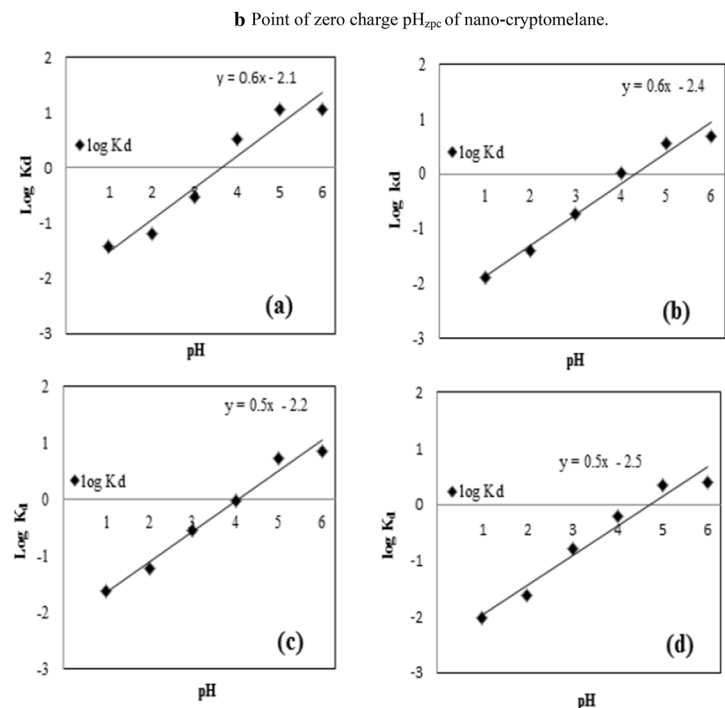 b Point of zero charge pHzpc of nano-cryptomelane.
y = 0.6x - 2.1
◆log Kd
Log Kd
2
1
0
-1
-2
-3
1 2 3 4 5 6
(a)
pH
y = 0.6x - 2.4
◆log Kd
Log kd
2
1
0
-1
-2
-3
1 2 3 4 5 6
(b)
pH
y = 0.5x - 2.2
◆log Kd
Log Kd
2
1
0
-1
-2
-3
1 2 3 4 5 6
(c)
pH
y = 0.5x - 2.5
◆log Kd
log Kd
2
1
0
-1
-2
-3
1 2 3 4 5 6
(d)
pH